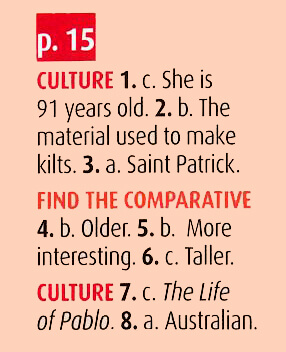 p. 15
CULTURE 1. c. She is
91 years old. 2. b. The
material used to make
kilts. 3. a. Saint Patrick.
FIND THE COMPARATIVE
4. b. Older. 5. b. More
interesting. 6. c. Taller.
CULTURE 7. c. The Life
of Pablo. 8. a. Australian.